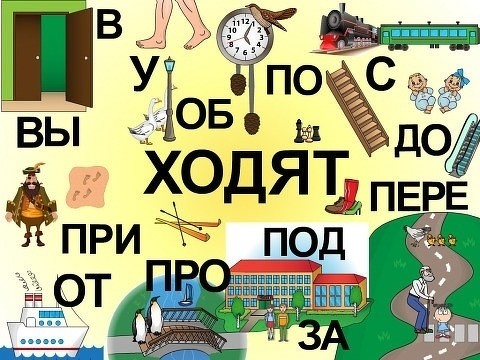 В
У
ПО
С
ОБ
ВЫ
ДО
ХОДЯТ
ПЕРЕ
ПРИ
ПОД
ОТ
ПРО
ЗА